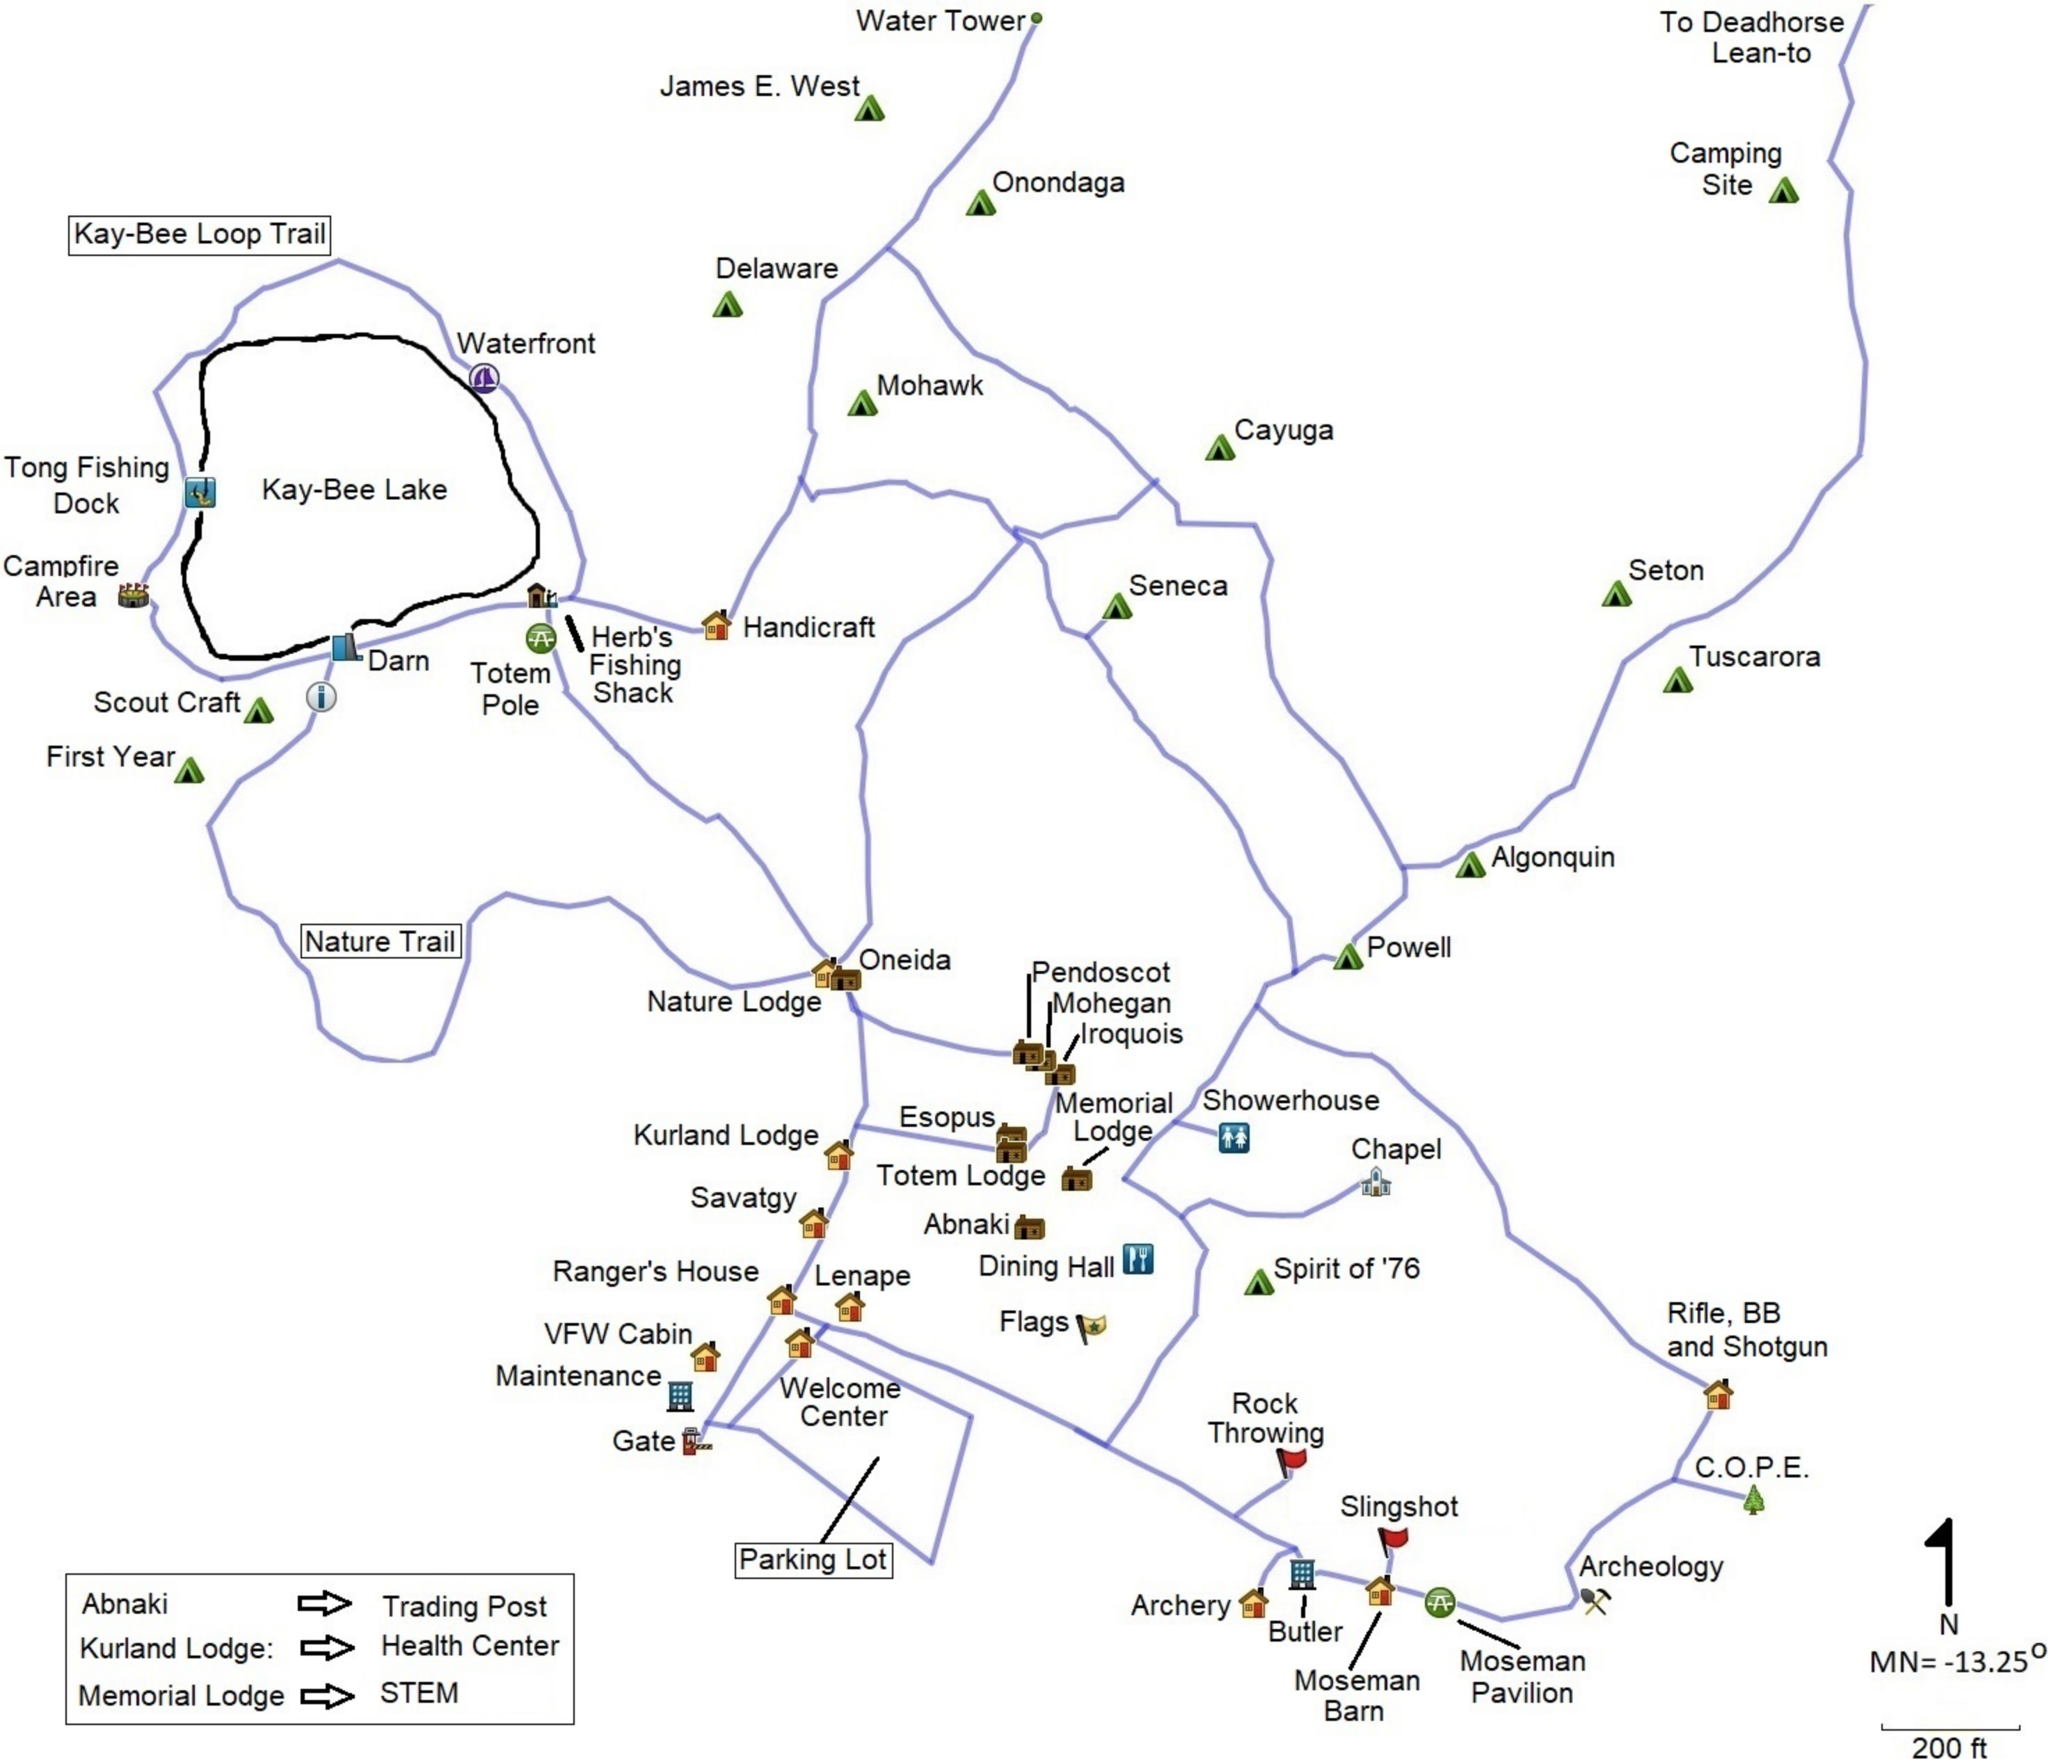 Water Tower
To Deadhorse
Lean-to
James E. West
Camping
Site
Onondaga
Kay-Bee Loop Trail
Delaware
Waterfront
Mohawk
Cayuga
Tong Fishing
Dock
Kay-Bee Lake
Campfire
Area
Seneca
Seton
Handicraft
Herb's
Fishing
Shack
Darn
Totem
Pole
Tuscarora
Scout Craft
First Year
Algonquin
Nature Trail
Powell
Oneida
Nature Lodge
Pendoscot
Mohegan
Iroquois
Memorial
Lodge
Showerhouse
Esopus
Kurland Lodge
Chapel
Totem Lodge
Savatgy
Abnaki
Dining Hall
Ranger's House
Lenape
Spirit of '76
Flags
VFW Cabin
Maintenance
Rifle, BB
and Shotgun
Welcome
Center
Gate
Rock
Throwing
C.O.P.E.
Slingshot
Parking Lot
Archeology
Archery
Butler
Moseman
Barn
Moseman
Pavilion
Abnaki Trading Post
Kurland Lodge: Health Center
Memorial Lodge STEM
N
MN= -13.25º
200 ft